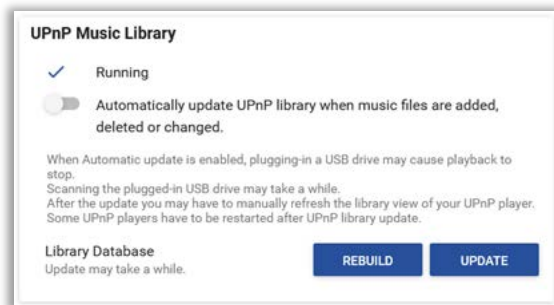 UPnP Music Library
Running
Automatically update UPnP library when music files are added,
deleted or changed.
When Automatic update is enabled, plugging-in a USB drive may cause playback to
stop.
Scanning the plugged-in USB drive may take a while.
After the update you may have to manually refresh the library view of your UPnP player.
Some UPnP players have to be restarted after UPnP library update.
Library Database
Update may take a while.
REBUILD
UPDATE